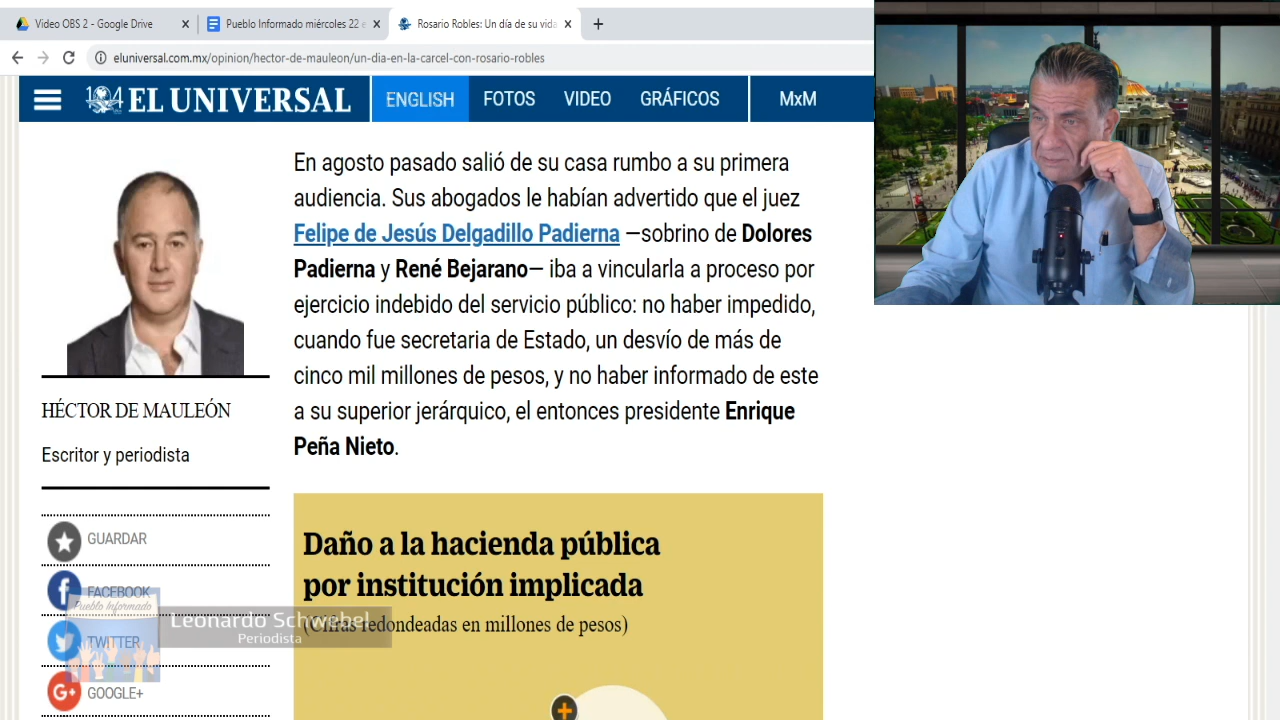 Video OBS 2 - Google Drive
Pueblo Informado miércoles 22 e
Rosario Robles: Un día de su vida
eluniversal.com.mx/opinion/hector-de-mauleon/un-dia-en-la-carcel-con-rosario-robles
104 EL UNIVERSAL
ENGLISH
FOTOS
VIDEO
GRÁFICOS
MxM
En agosto pasado salió de su casa rumbo a su primera
audiencia. Sus abogados le habían advertido que el juez
Felipe de Jesús Delgadillo Padierna —sobrino de Dolores
Padierna y René Bejarano— iba a vincularla a proceso por
ejercicio indebido del servicio público: no haber impedido,
cuando fue secretaria de Estado, un desvío de más de
cinco mil millones de pesos, y no haber informado de este
a su superior jerárquico, el entonces presidente Enrique
Peña Nieto.
HÉCTOR DE MAULEÓN
Escritor y periodista
GUARDAR
FACEBOOK
TWITTER
GOOGLE+
Pueblo Informado
Leonardo Schwebel
Periodista
Daño a la hacienda pública
por institución implicada
(Cifras redondeadas en millones de pesos)